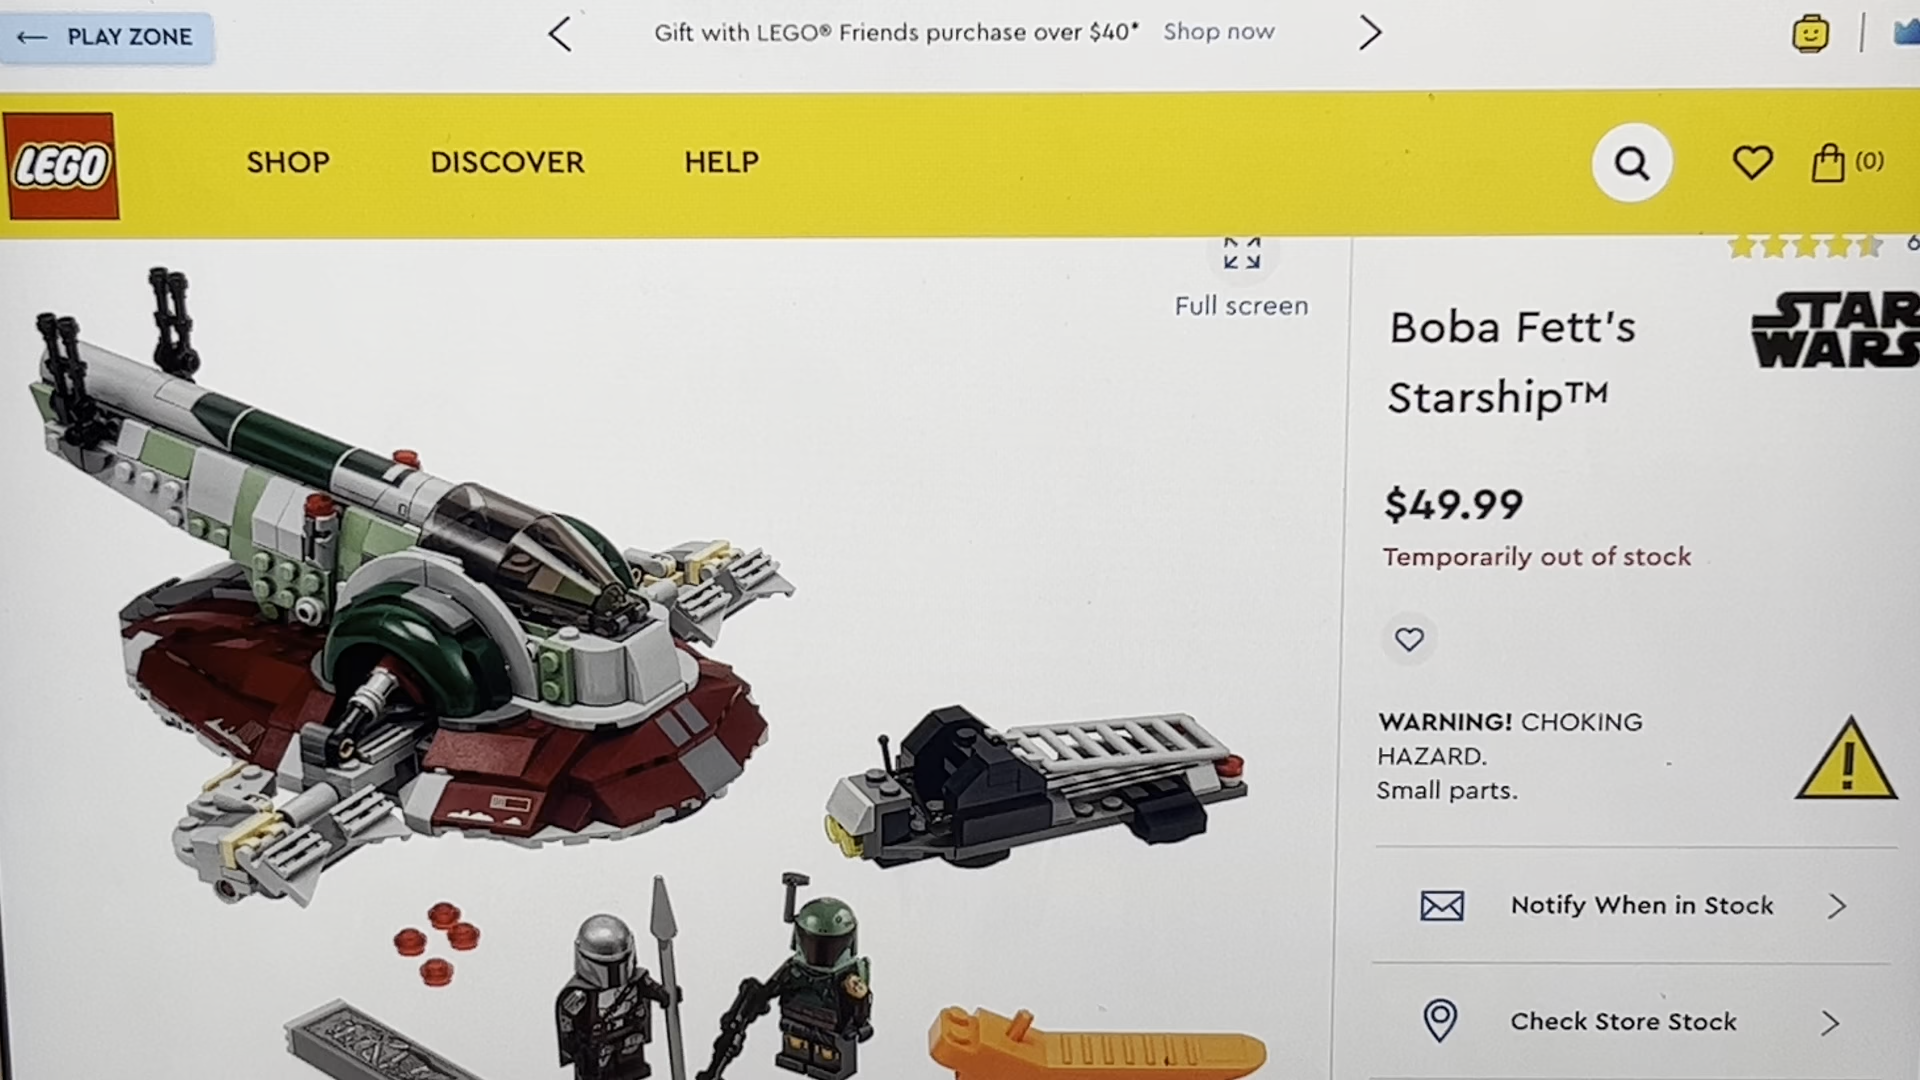 ← PLAY ZONE
Gift with LEGO® Friends purchase over $40* Shop now
LEGO
SHOP DISCOVER HELP
(0)
Full screen
Boba Fett's
Starship™
STAR
WARS
$49.99
Temporarily out of stock
WARNING! CHOKING
HAZARD.
Small parts.
Notify When in Stock
Check Store Stock